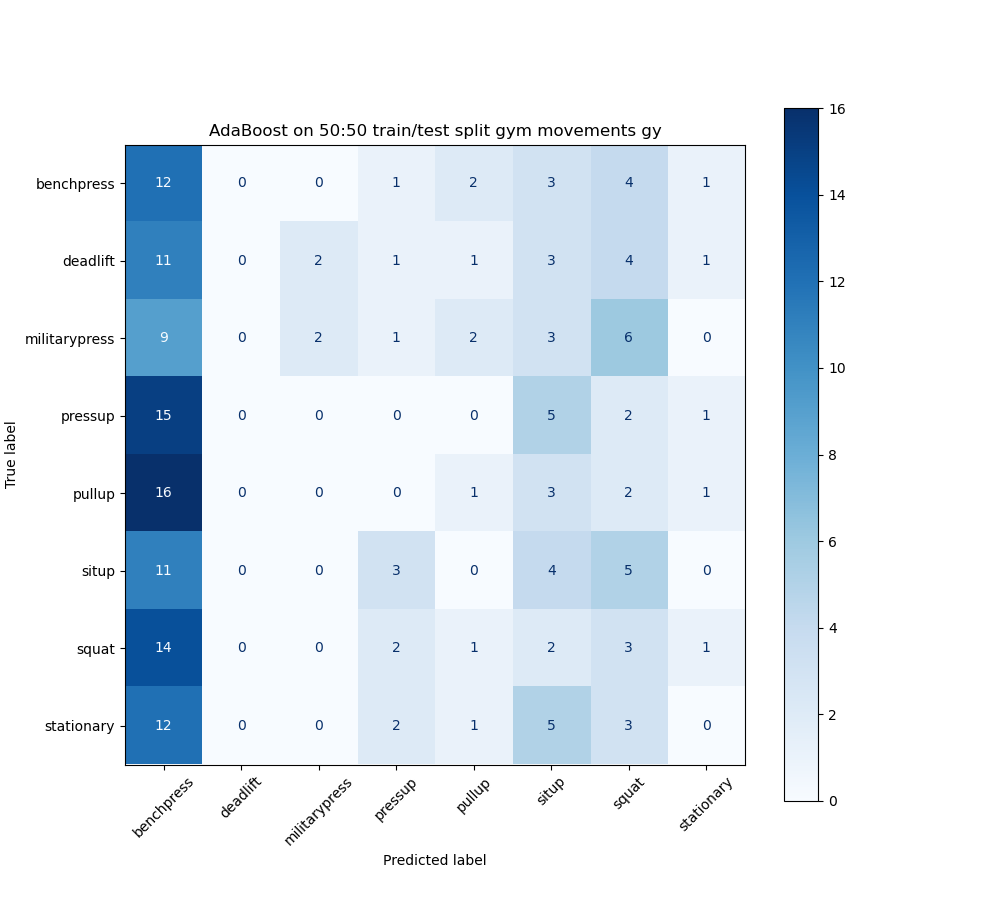 AdaBoost on 50:50 train/test split gym movements gy
benchpress 12 0 0 1 2 3 4 1
deadlift 11 0 2 1 1 3 4 1
militarypress 9 0 2 1 2 3 6 0
pressup 15 0 0 0 0 5 2 1
pullup 16 0 0 0 1 3 2 1
situp 11 0 0 3 0 4 5 0
squat 14 0 0 2 1 2 3 1
stationary 12 0 0 2 1 5 3 0
True label
benchpress deadlift militarypress pressup pullup situp squat stationary
Predicted label
16
14
12
10
8
6
4
2
0